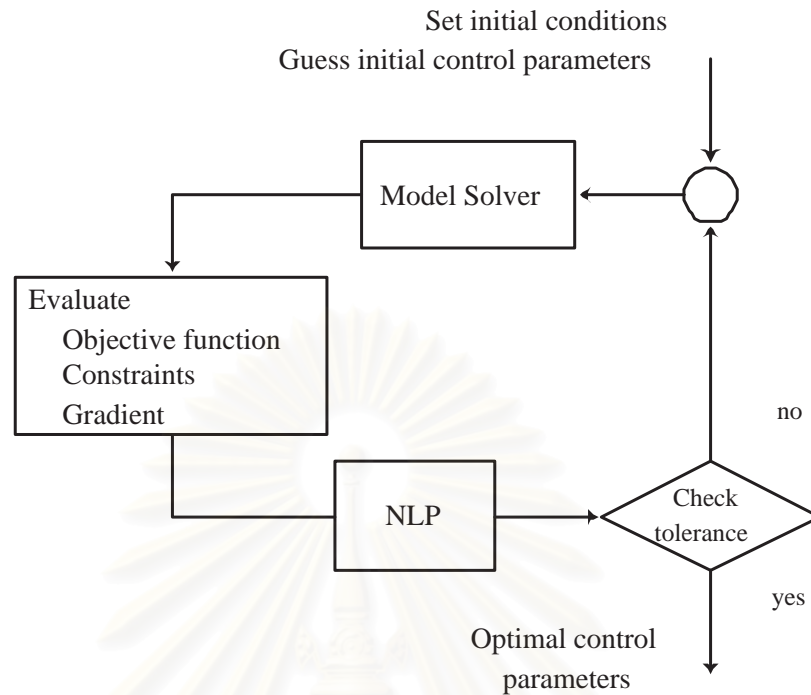 Set initial conditions
Guess initial control parameters
Model Solver
Evaluate
Objective function
Constraints
Gradient
no
NLP
Check
tolerance
yes
Optimal control
parameters